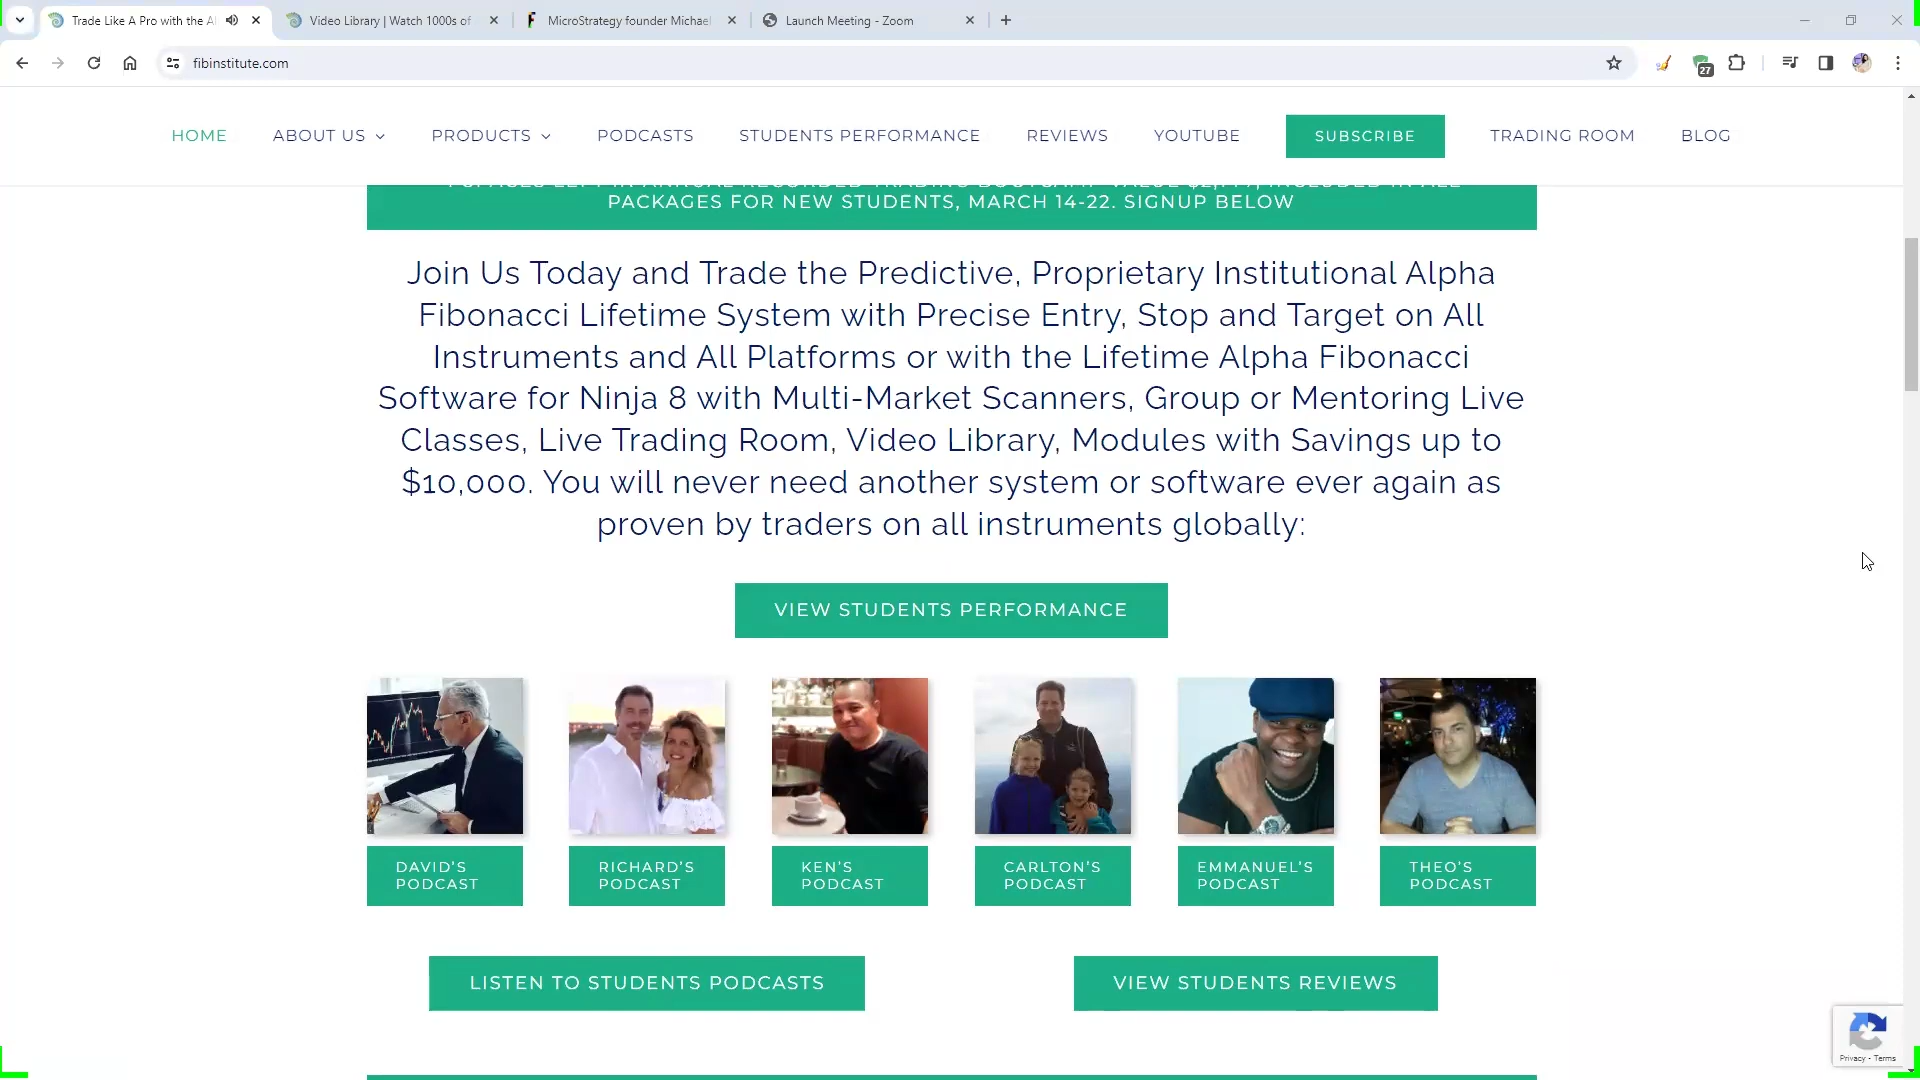 Trade Like A Pro with the Al
Video Library | Watch 1000s of
MicroStrategy founder Michael
Launch Meeting - Zoom
fibinstitute.com
27
HOME
ABOUT US
PRODUCTS
PODCASTS
STUDENTS PERFORMANCE
REVIEWS
YOUTUBE
SUBSCRIBE
TRADING ROOM
BLOG
PACKAGES FOR NEW STUDENTS, MARCH 14-22. SIGNUP BELOW
Join Us Today and Trade the Predictive, Proprietary Institutional Alpha
Fibonacci Lifetime System with Precise Entry, Stop and Target on All
Instruments and All Platforms or with the Lifetime Alpha Fibonacci
Software for Ninja 8 with Multi-Market Scanners, Group or Mentoring Live
Classes, Live Trading Room, Video Library, Modules with Savings up to
$10,000. You will never need another system or software ever again as
proven by traders on all instruments globally:
VIEW STUDENTS PERFORMANCE
DAVID'S
PODCAST
RICHARD'S
PODCAST
KEN'S
PODCAST
CARLTON'S
PODCAST
EMMANUEL'S
PODCAST
THEO'S
PODCAST
LISTEN TO STUDENTS PODCASTS
VIEW STUDENTS REVIEWS
Privacy - Terms